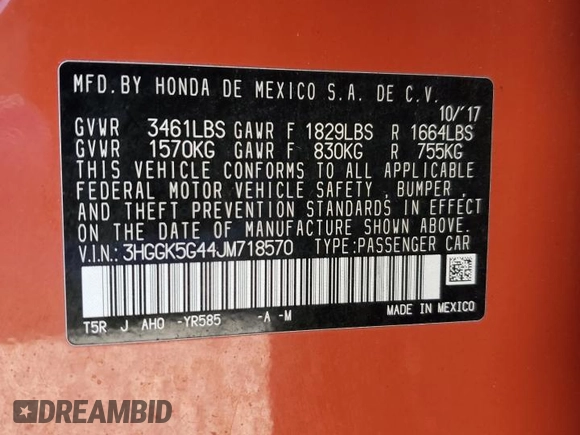 MFD. BY HONDA DE MEXICO S.A. DE C.V.
10/'17
GVWR 3461LBS GAWR F 1829LBS R 1664LBS
GVWR 1570KG GAWR F 830KG R 755KG
THIS VEHICLE CONFORMS TO ALL APPLICABLE
FEDERAL MOTOR VEHICLE SAFETY , BUMPER ,
AND THEFT PREVENTION STANDARDS IN EFFECT
ON THE DATE OF MANUFACTURE SHOWN ABOVE.
V.I.N.: 3HGGK5G44JM718570 TYPE:PASSENGER CAR
T5R J AHO -YR585 -A -M MADE IN MEXICO
DREAMBID